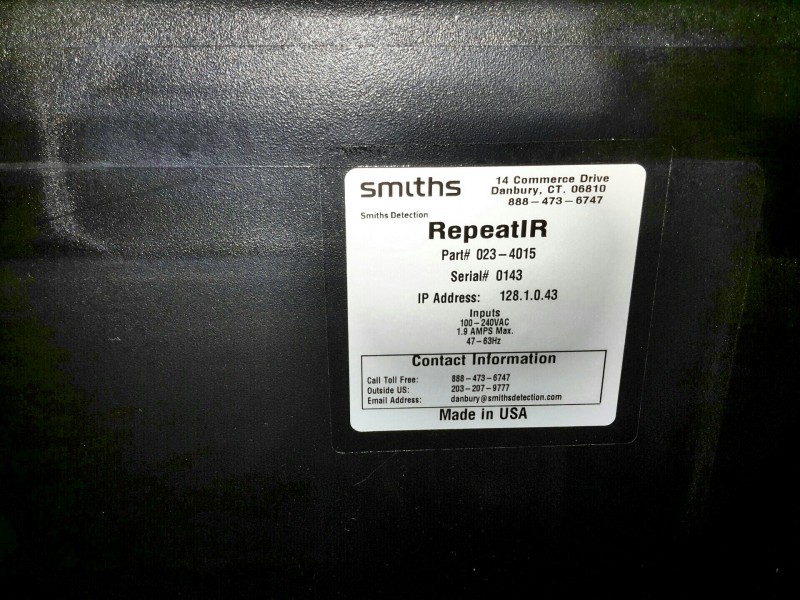 smiths
14 Commerce Drive
Danbury, CT. 06810
888-473-6747
Smiths Detection
RepeatIR
Part# 023-4015
Serial# 0143
IP Address: 128.1.0.43
Inputs
100-240VAC
1.9 AMPS Max.
47-63Hz
Contact Information
Call Toll Free: 888-473-6747
Outside US: 203-207-9777
Email Address: danbury@smithsdetection.com
Made in USA